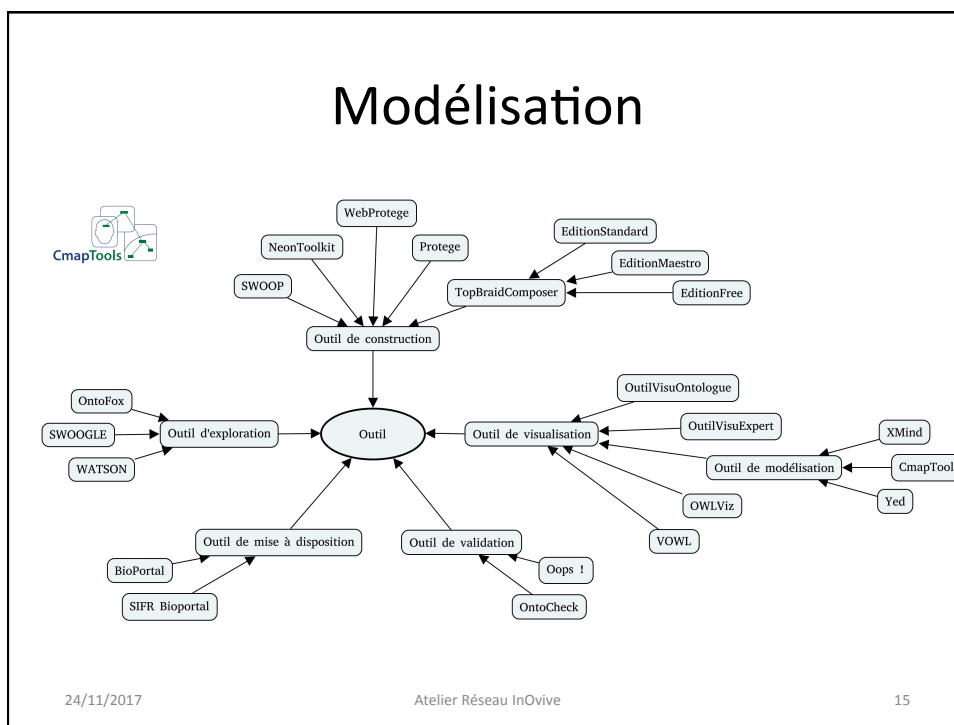 Modélisation
CmapTools
WebProtege
NeonToolkit
Protege
SWOOP
EditionStandard
EditionMaestro
EditionFree
TopBraidComposer
Outil de construction
OntoFox
SWOOGLE
WATSON
Outil d'exploration
Outil
Outil de visualisation
OutilVisuOntologue
OutilVisuExpert
Outil de modélisation
XMind
CmapTool
Yed
OWLViz
VOWL
Outil de mise à disposition
BioPortal
SIFR Bioportal
Outil de validation
Oops !
OntoCheck
24/11/2017
Atelier Réseau InOvive
15